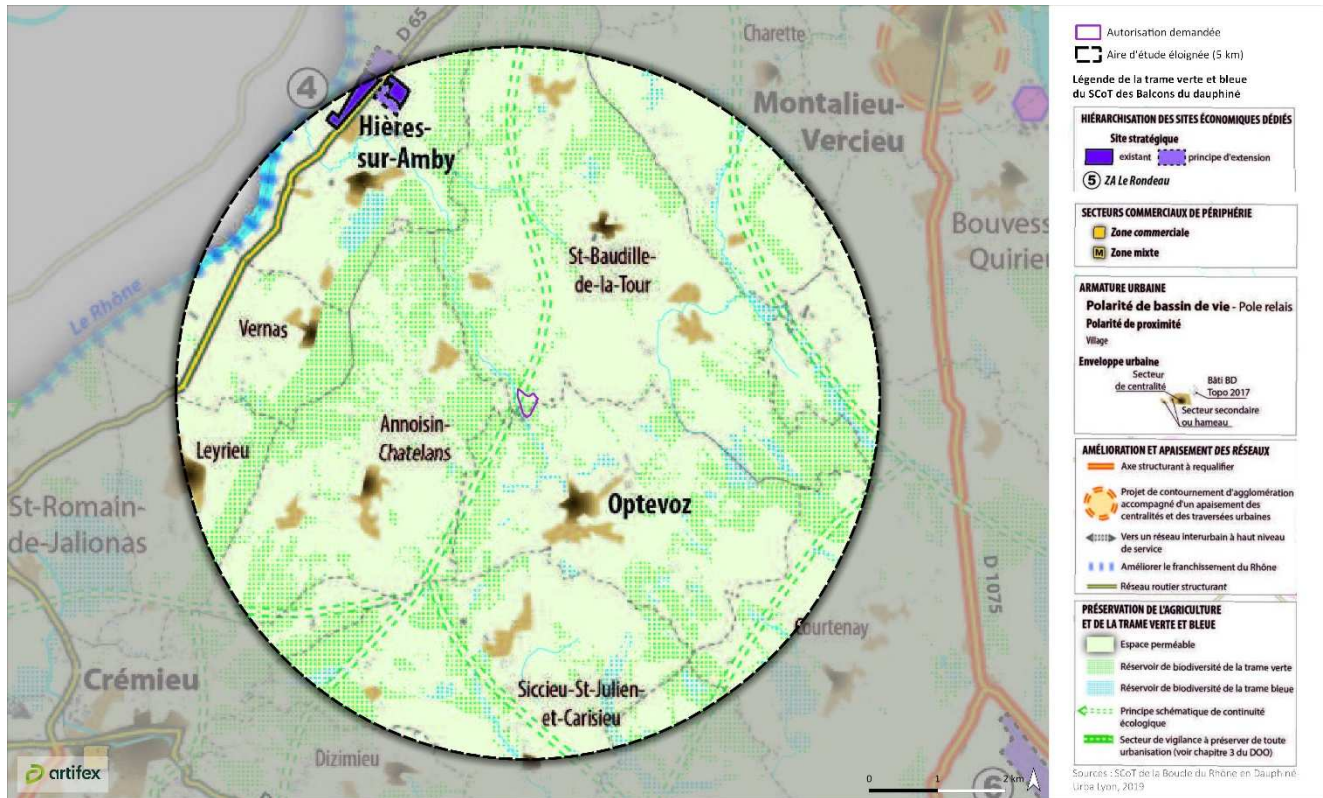 D 65
Charette
4
Montalieu-
Vercieu
Hières-
sur-Amby
Bouvess
Quirieu
St-Baudille-
de-la-Tour
Le Rhône
Vernas
Annoisin-
Chatelans
Leyrieu
Optevoz
St-Romain-
de-Jalionas
D 1075
Courtenay
Crémieu
Siccieu-St-Julien-
et-Carisieu
Dizimieu
artifex
0 1 2 km
6
Autorisation demandée
Aire d'étude éloignée (5 km)
Légende de la trame verte et bleue
du SCoT des Balcons du dauphiné
HIÉRARCHISATION DES SITES ÉCONOMIQUES DÉDIÉS
Site stratégique
existant principe d'extension
5 ZA Le Rondeau
SECTEURS COMMERCIAUX DE PÉRIPHÉRIE
Zone commerciale
M Zone mixte
ARMATURE URBAINE
Polarité de bassin de vie - Pole relais
Polarité de proximité
Village
Enveloppe urbaine
Secteur
de centralité
Bâti BD
Topo 2017
Secteur secondaire
ou hameau
AMÉLIORATION ET APAISEMENT DES RÉSEAUX
Axe structurant à requalifier
Projet de contournement d'agglomération
accompagné d'un apaisement des
centralités et des traversées urbaines
Vers un réseau interurbain à haut niveau
de service
Améliorer le franchissement du Rhône
Réseau routier structurant
PRÉSERVATION DE L'AGRICULTURE
ET DE LA TRAME VERTE ET BLEUE
Espace perméable
Réservoir de biodiversité de la trame verte
Réservoir de biodiversité de la trame bleue
Principe schématique de continuité
écologique
Secteur de vigilance à préserver de toute
urbanisation (voir chapitre 3 du DOO)
Sources : SCoT de la Boucle du Rhône en Dauphiné
Urba Lyon, 2019